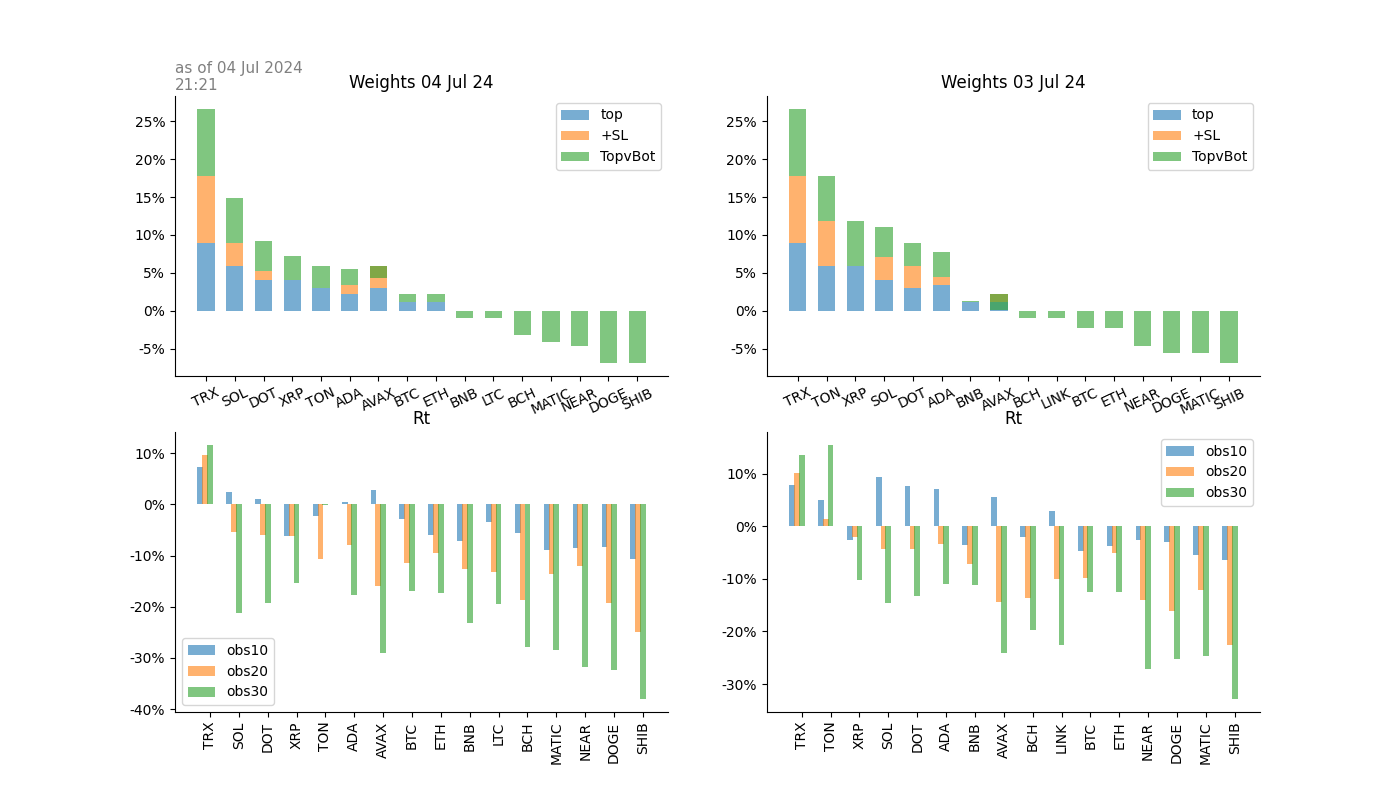 as of 04 Jul 2024
21:21
Weights 04 Jul 24
25%
20%
15%
10%
5%
0%
-5%
top
+SL
TopvBot
TRX SOL DOT XRP TON ADA AVAX BTC ETH BNB LTC BCH MATIC NEAR DOGE SHIB
Weights 03 Jul 24
25%
20%
15%
10%
5%
0%
-5%
top
+SL
TopvBot
TRX TON XRP SOL DOT ADA BNB AVAX BCH LINK BTC ETH NEAR DOGE MATIC SHIB
Rt
10%
0%
-10%
-20%
-30%
-40%
obs10
obs20
obs30
TRX SOL DOT XRP TON ADA AVAX BTC ETH BNB LTC BCH MATIC NEAR DOGE SHIB
Rt
10%
0%
-10%
-20%
-30%
obs10
obs20
obs30
TRX TON XRP SOL DOT ADA BNB AVAX BCH LINK BTC ETH NEAR DOGE MATIC SHIB